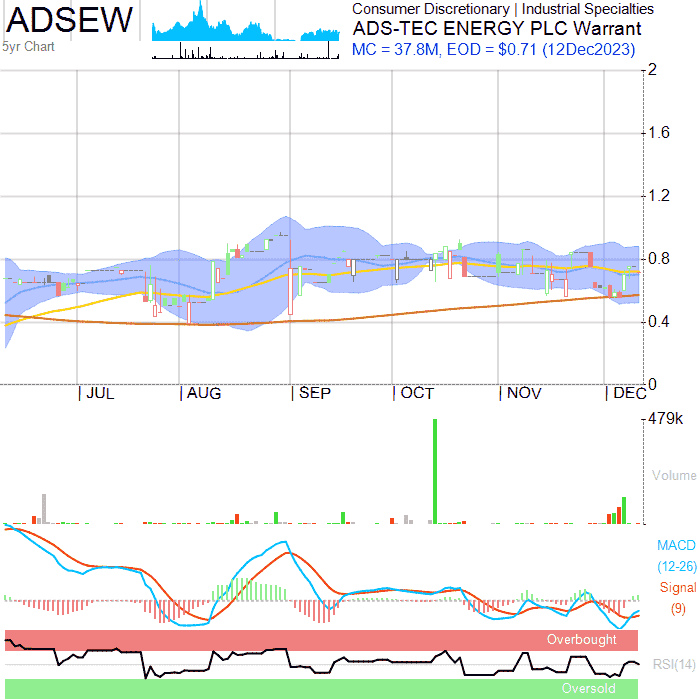 ADSEW
5yr Chart
Consumer Discretionary | Industrial Specialties
ADS-TEC ENERGY PLC Warrant
MC = 37.8M, EOD = $0.71 (12Dec2023)
2
1.6
1.2
0.8
0.4
0
| JUL | AUG | SEP | OCT | NOV | DEC
479k
Volume
MACD
(12-26)
Signal
(9)
Overbought
RSI(14)
Oversold